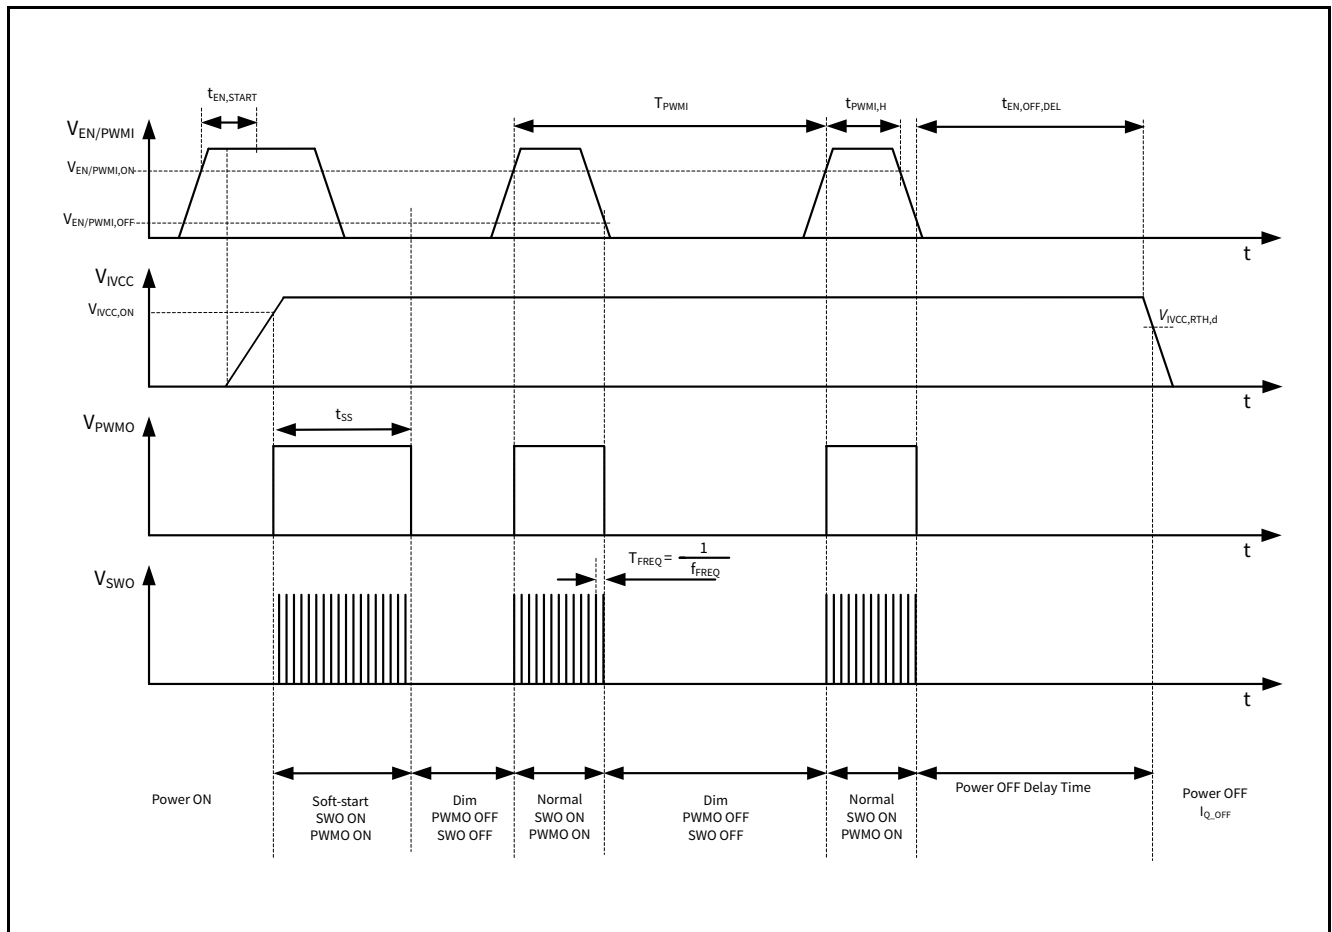 tEN,START
TPWMI
tPWMI,H
tEN,OFF,DEL
VEN/PWMI
VEN/PWMI,ON
VEN/PWMI,OFF
t
VIVCC
VIVCC,ON
VIVCC,RTH,d
t
VPWMO
tSS
t
TFREQ = 1
fFREQ
VSWO
t
Power ON
Soft-start
SWO ON
PWMO ON
Dim
PWMO OFF
SWO OFF
Normal
SWO ON
PWMO ON
Dim
PWMO OFF
SWO OFF
Normal
SWO ON
PWMO ON
Power OFF Delay Time
Power OFF
IQ_OFF